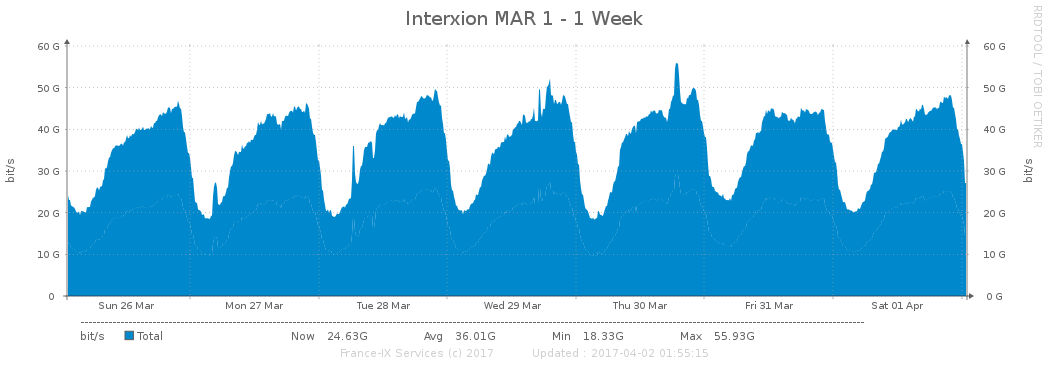 Interxion MAR 1 - 1 Week
RRDTOOL / TOBI OETIKER
60 G 60 G
50 G 50 G
40 G 40 G
30 G 30 G
20 G 20 G
10 G 10 G
0 0 G
bit/s bit/s
Sun 26 Mar Mon 27 Mar Tue 28 Mar Wed 29 Mar Thu 30 Mar Fri 31 Mar Sat 01 Apr
bit/s Total Now 24.63G Avg 36.01G Min 18.33G Max 55.93G
France-IX Services (c) 2017 Updated : 2017-04-02 01:55:15